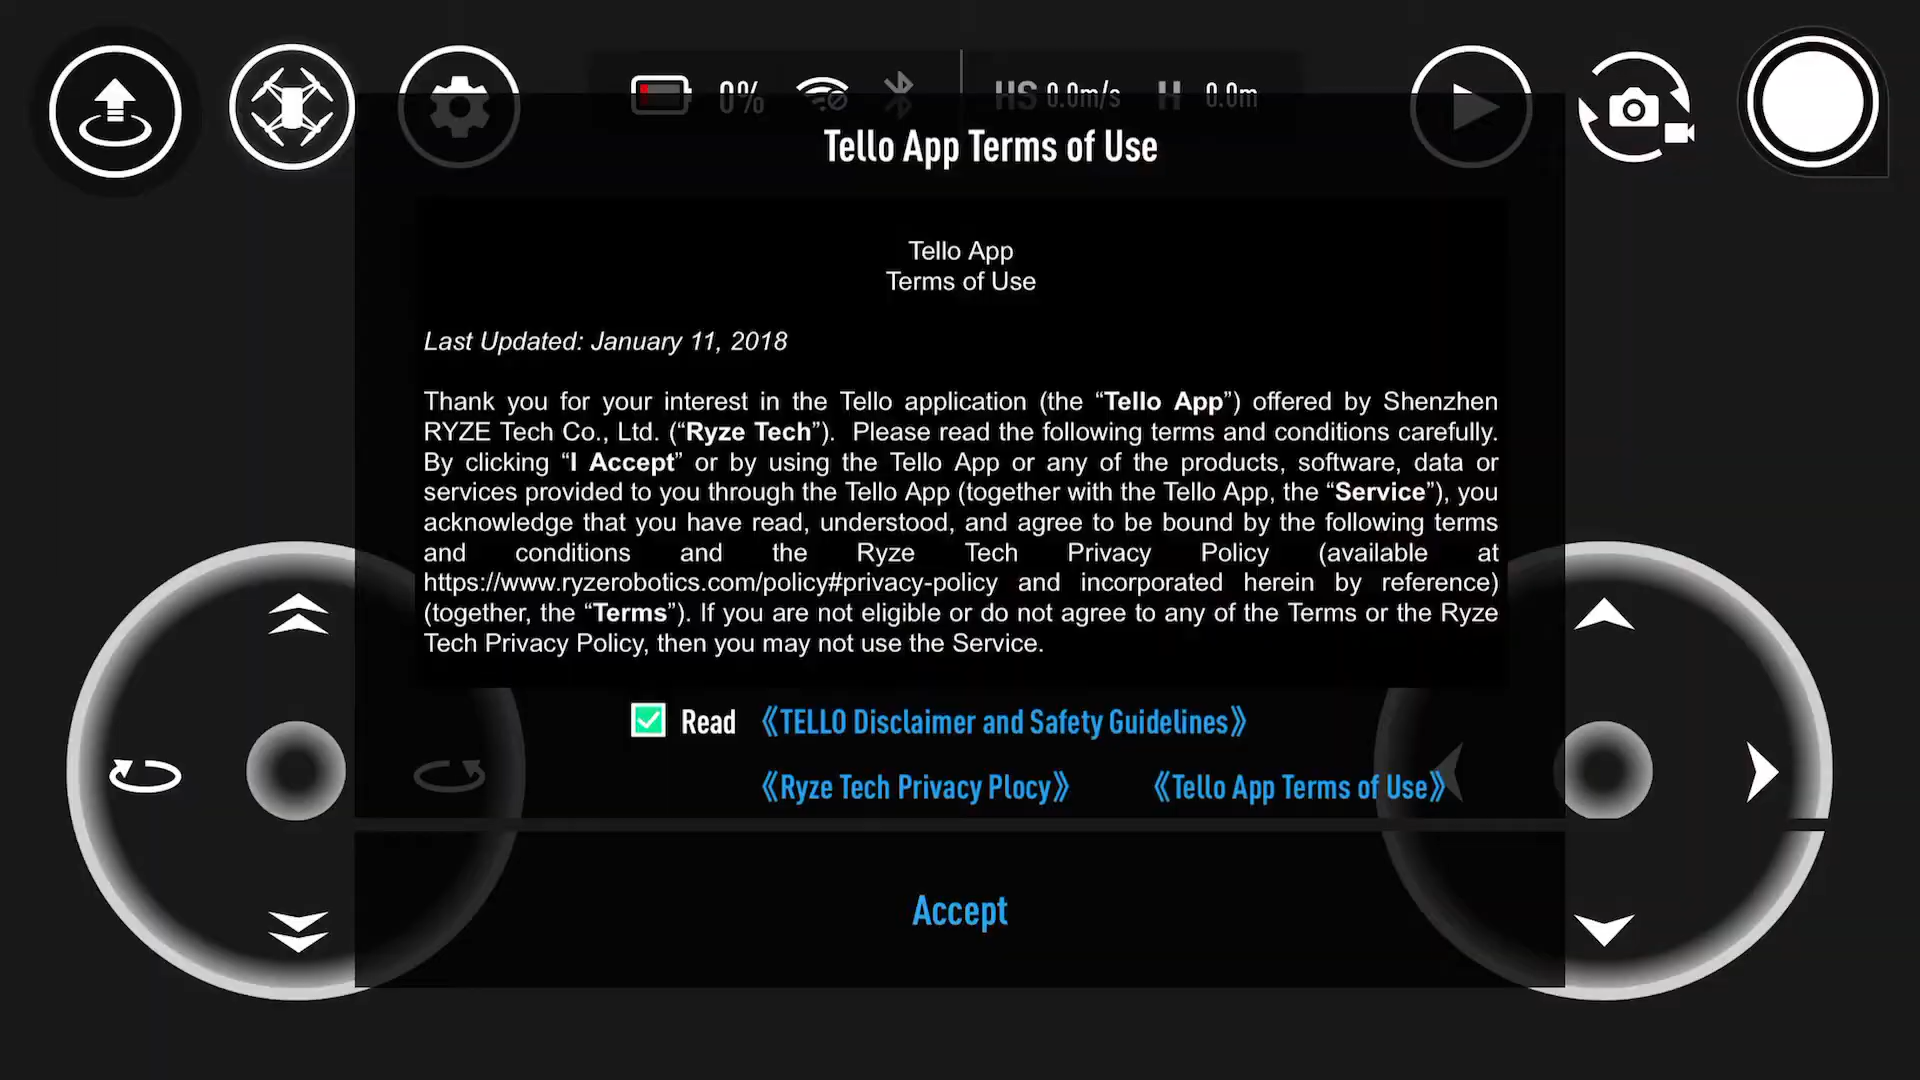 0% HS 0.0m/s H 0.0m
Tello App Terms of Use
Tello App
Terms of Use
Last Updated: January 11, 2018
Thank you for your interest in the Tello application (the “Tello App”) offered by Shenzhen
RYZE Tech Co., Ltd. (“Ryze Tech”). Please read the following terms and conditions carefully.
By clicking “I Accept” or by using the Tello App or any of the products, software, data or
services provided to you through the Tello App (together with the Tello App, the “Service”), you
acknowledge that you have read, understood, and agree to be bound by the following terms
and conditions and the Ryze Tech Privacy Policy (available at
https://www.ryzerobotics.com/policy#privacy-policy and incorporated herein by reference)
(together, the “Terms”). If you are not eligible or do not agree to any of the Terms or the Ryze
Tech Privacy Policy, then you may not use the Service.
Read 《TELLO Disclaimer and Safety Guidelines》
《Ryze Tech Privacy Plocy》 《Tello App Terms of Use》
Accept